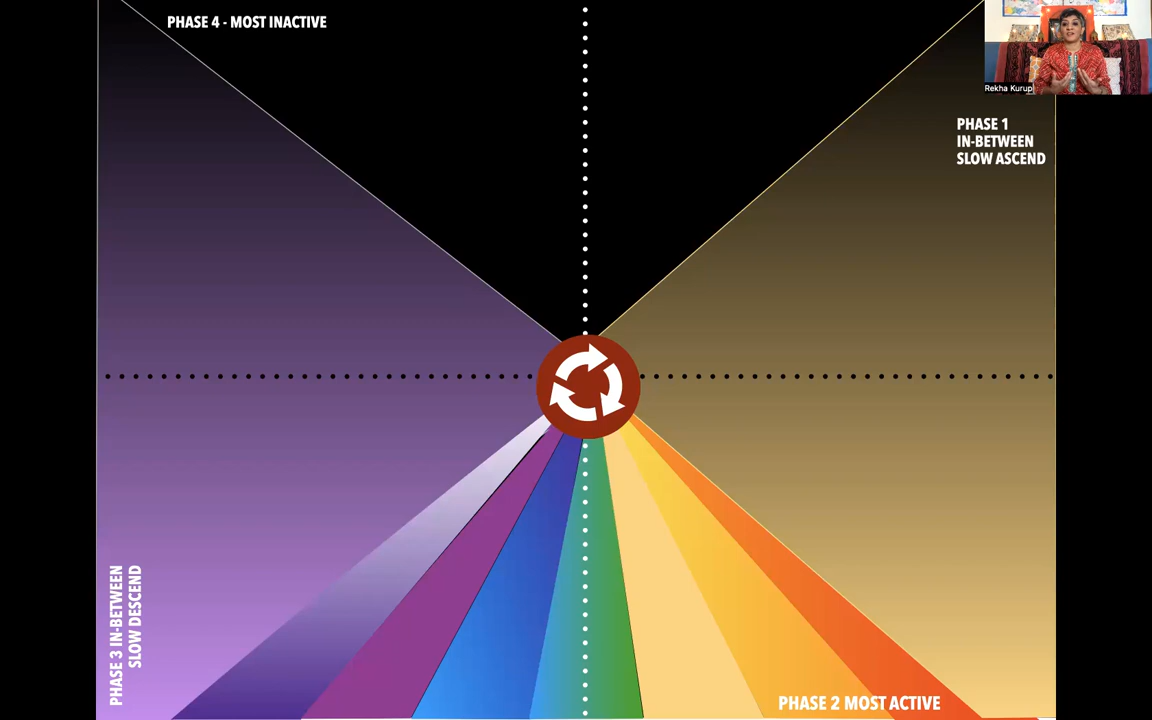 PHASE 4 - MOST INACTIVE
Rekha Kurup
PHASE 1
IN-BETWEEN
SLOW ASCEND
PHASE 3 IN-BETWEEN
SLOW DESCEND
PHASE 2 MOST ACTIVE